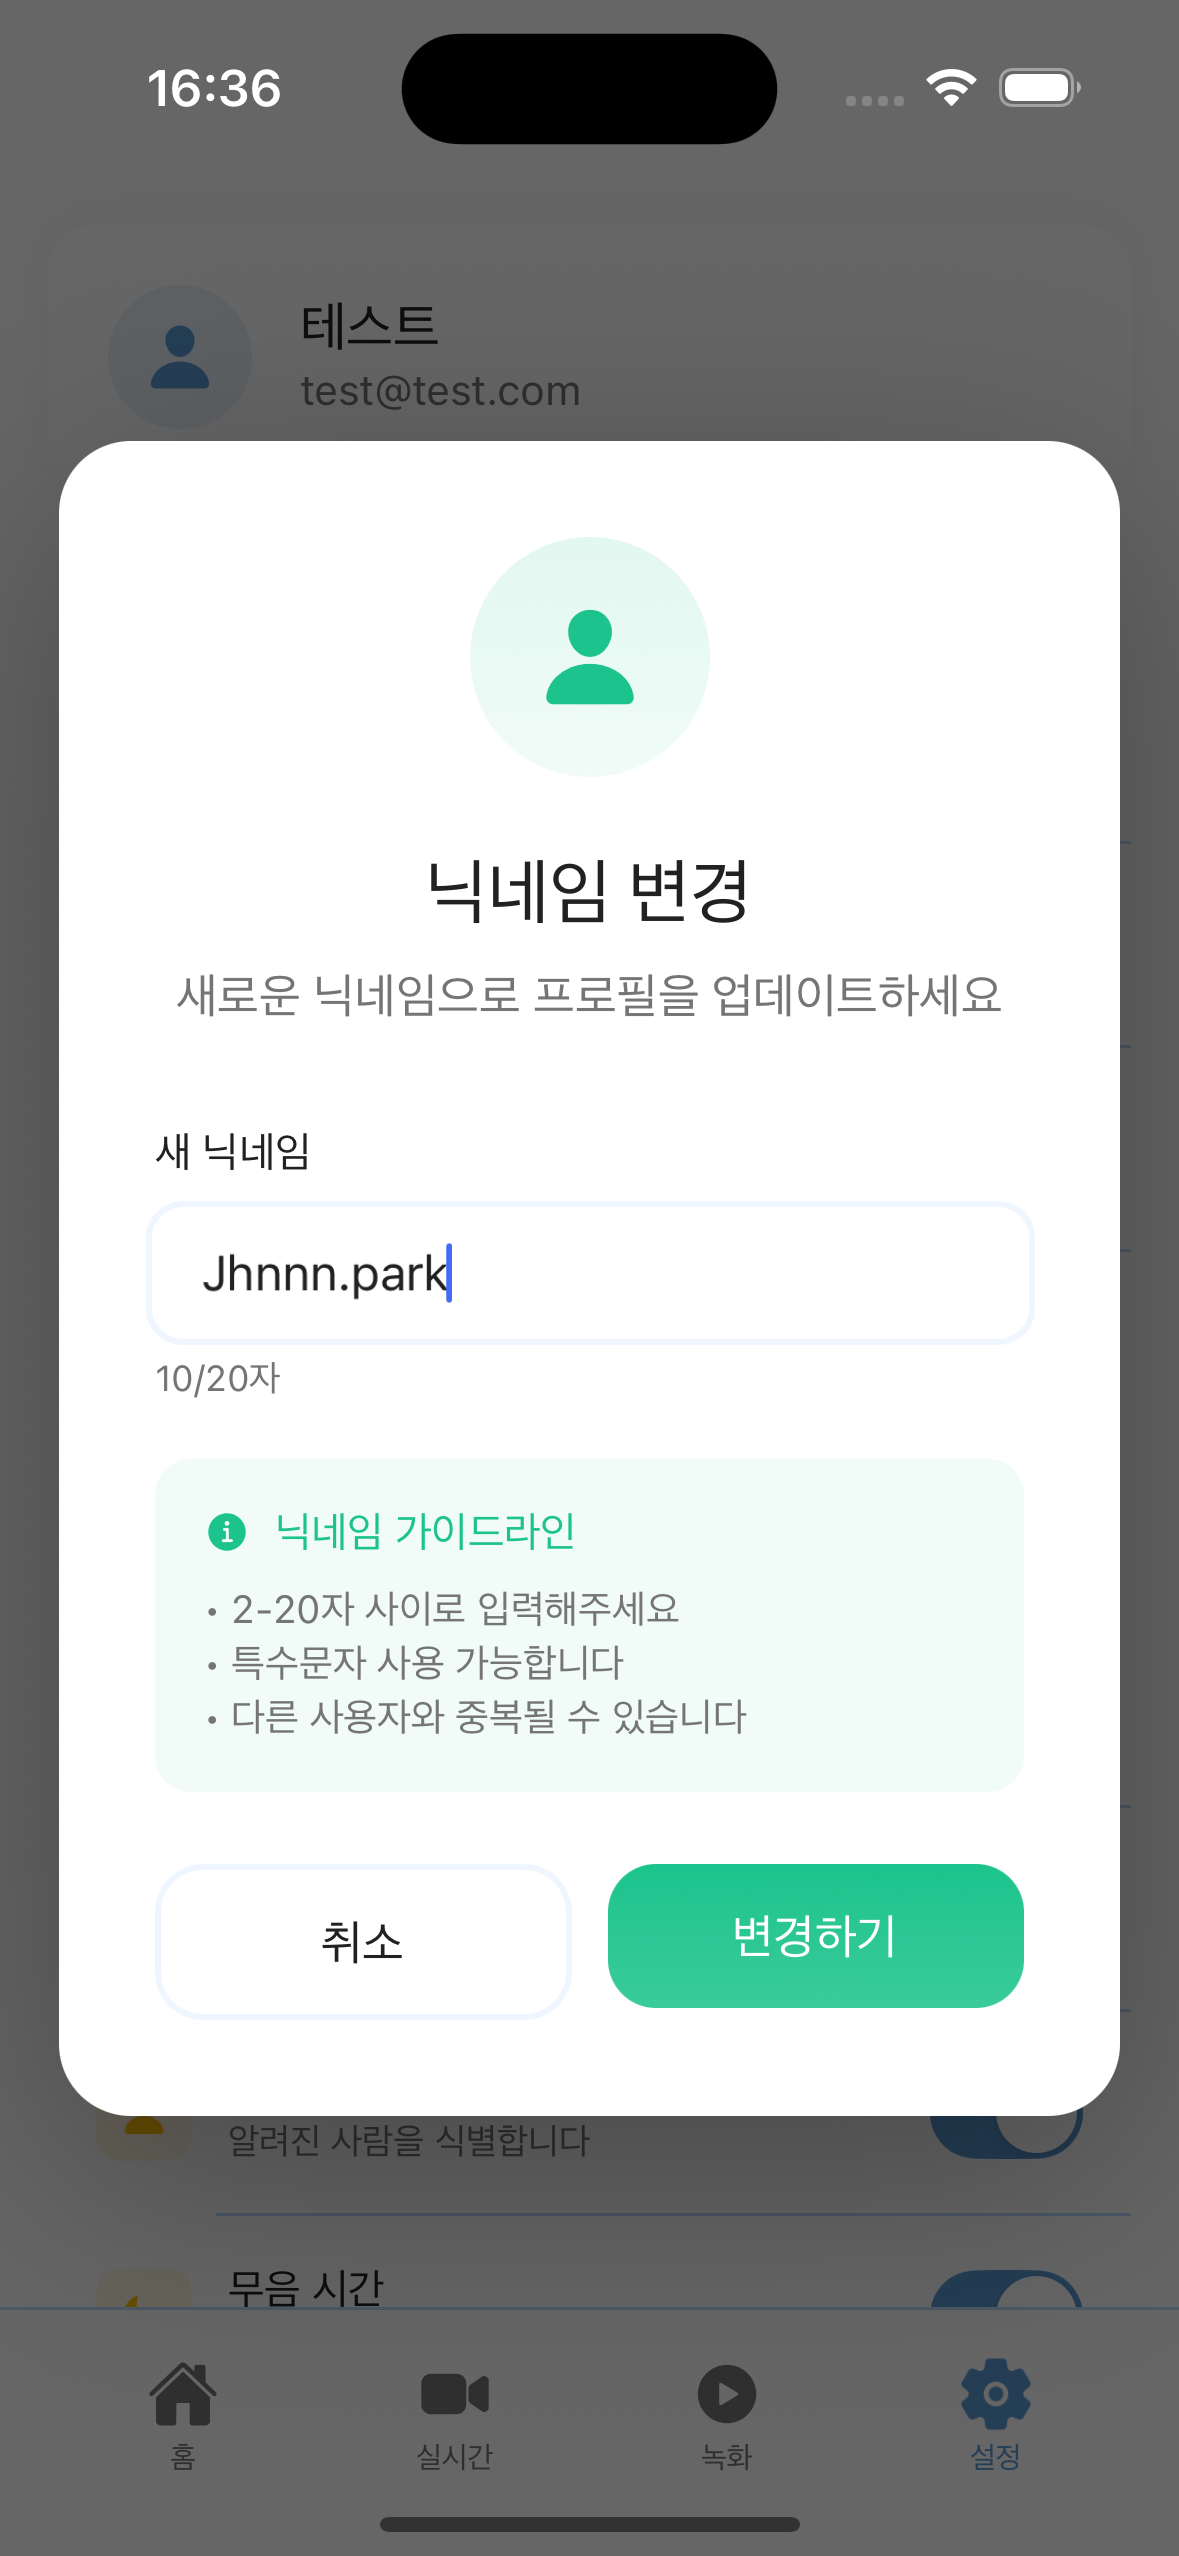 16:36
테스트
test@test.com
닉네임 변경
새로운 닉네임으로 프로필을 업데이트하세요
새 닉네임
Jhnnn.park
10/20자
닉네임 가이드라인
• 2-20자 사이로 입력해주세요
• 특수문자 사용 가능합니다
• 다른 사용자와 중복될 수 있습니다
취소
변경하기
알려진 사람을 식별합니다
무음 시간
홈
실시간
녹화
설정